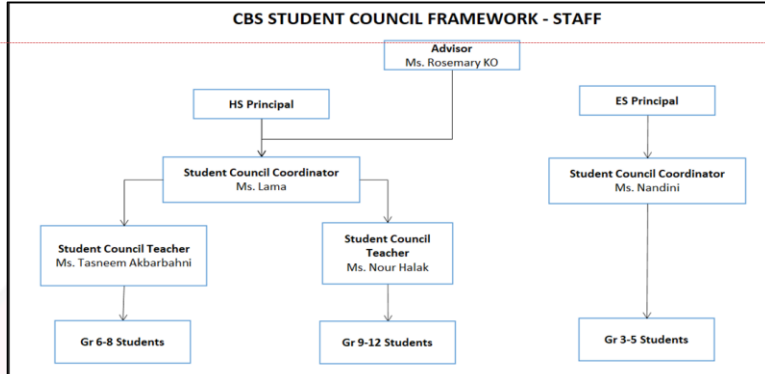 CBS STUDENT COUNCIL FRAMEWORK - STAFF
Advisor
Ms. Rosemary KO
HS Principal
ES Principal
Student Council Coordinator
Ms. Lama
Student Council Coordinator
Ms. Nandini
Student Council Teacher
Ms. Tasneem Akbarbahni
Student Council
Teacher
Ms. Nour Halak
Gr 6-8 Students
Gr 9-12 Students
Gr 3-5 Students